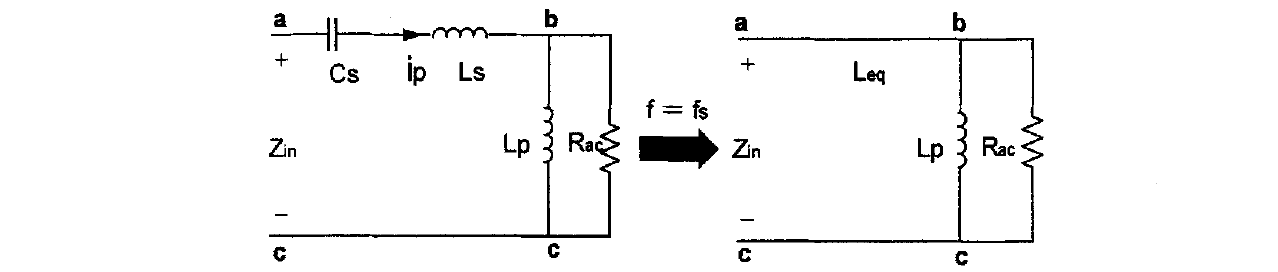 a
b
+
Cs
ip
Ls
Zin
Lp
Rac
−
c
c
f = fs
a
b
+
Leq
Zin
Lp
Rac
−
c
c